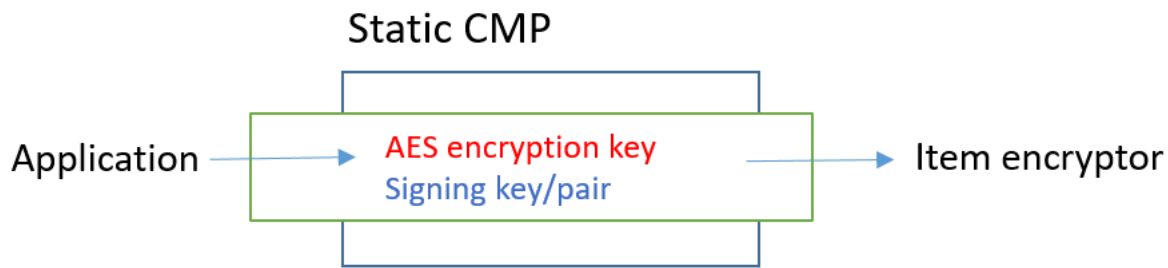 Static CMP
Application
AES encryption key
Signing key/pair
Item encryptor